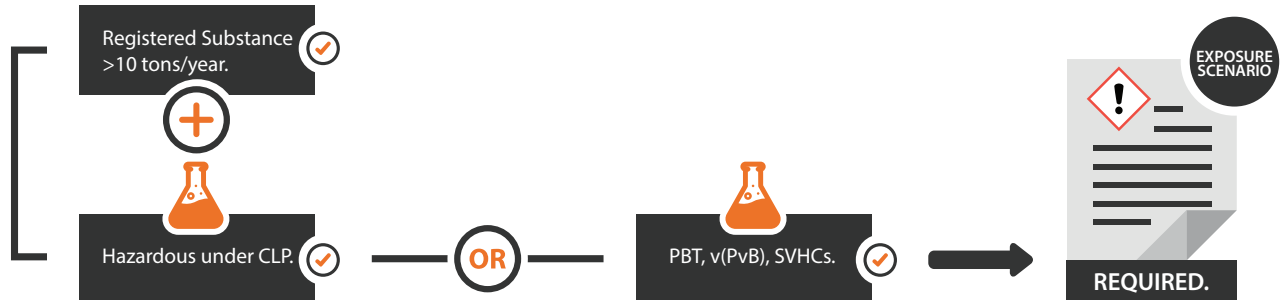 Registered Substance
>10 tons/year.
Hazardous under CLP.
OR
PBT, v(PvB), SVHCs.
EXPOSURE
SCENARIO
!
REQUIRED.